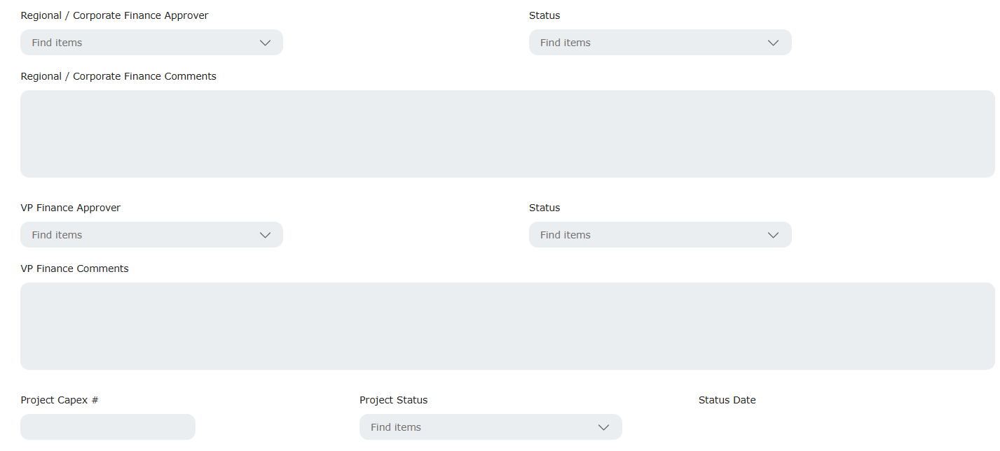 Regional / Corporate Finance Approver
Status
Find items
Find items
Regional / Corporate Finance Comments
VP Finance Approver
Status
Find items
Find items
VP Finance Comments
Project Capex #
Project Status
Status Date
Find items